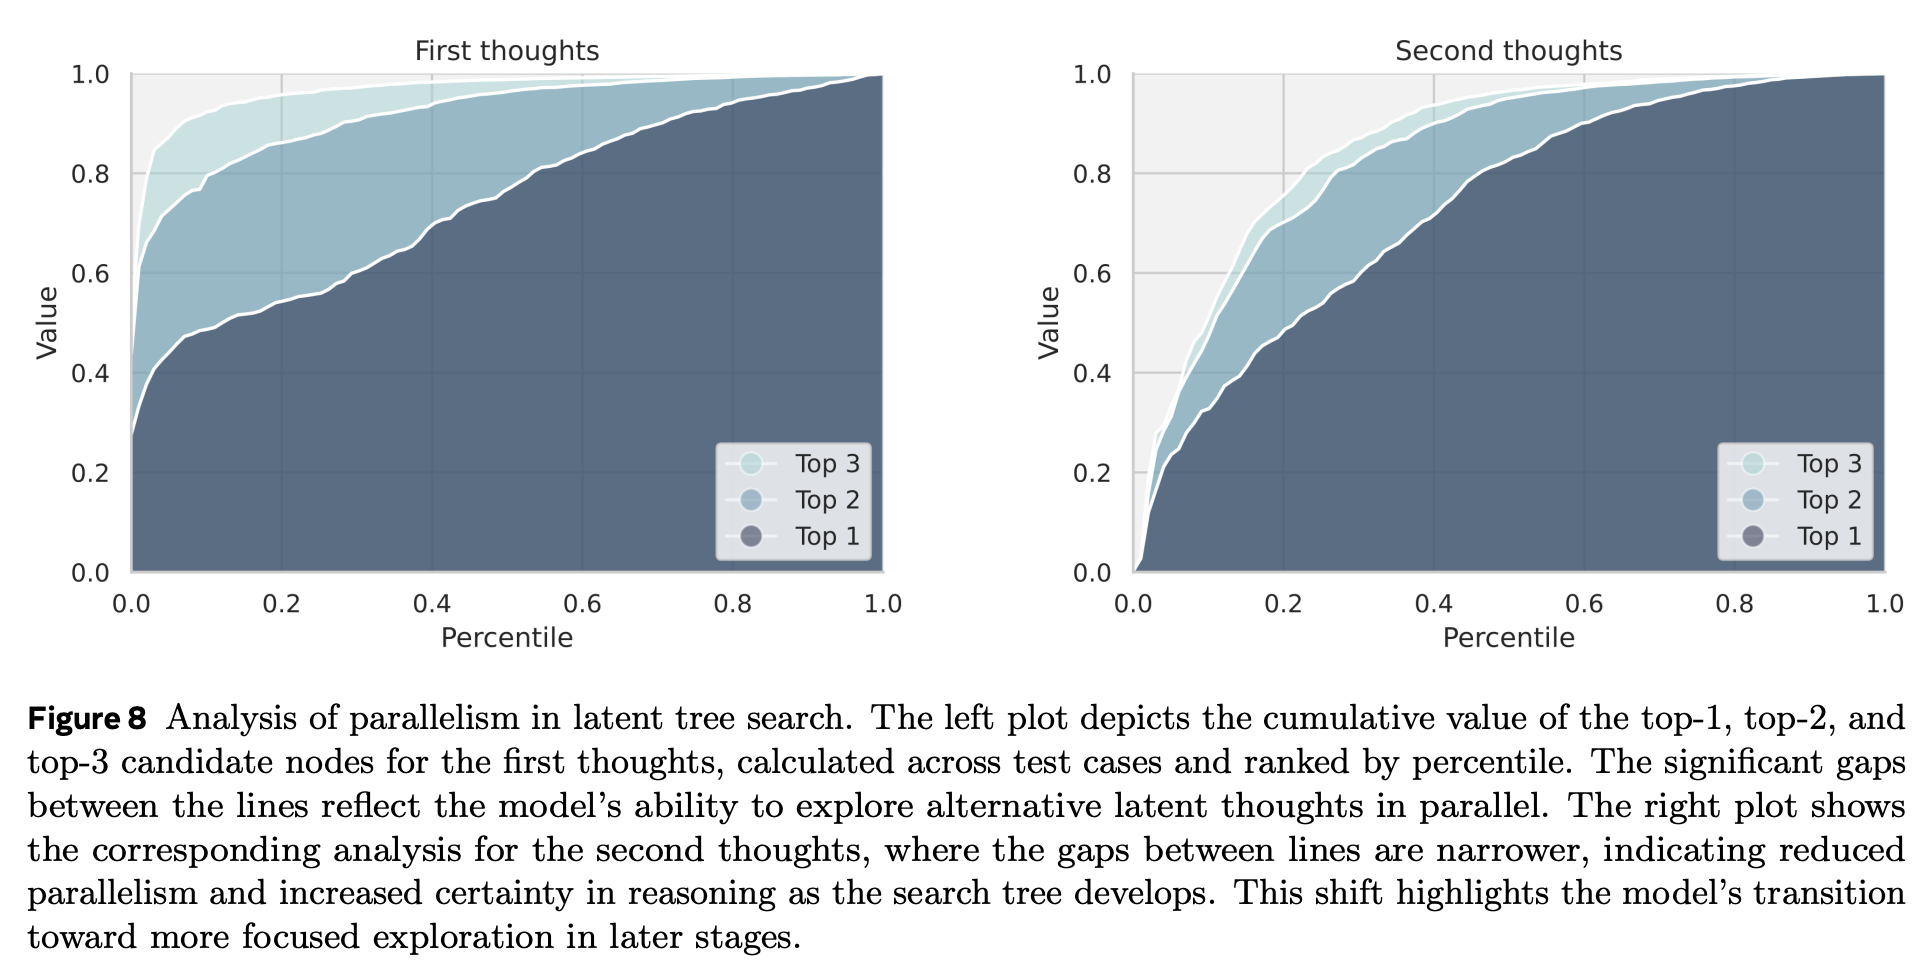 First thoughts
1.0
0.8
0.6
0.4
0.2
0.0
Value
0.0 0.2 0.4 0.6 0.8 1.0
Percentile
Top 3
Top 2
Top 1
Second thoughts
1.0
0.8
0.6
0.4
0.2
0.0
Value
0.0 0.2 0.4 0.6 0.8 1.0
Percentile
Top 3
Top 2
Top 1
Figure 8 Analysis of parallelism in latent tree search. The left plot depicts the cumulative value of the top-1, top-2, and
top-3 candidate nodes for the first thoughts, calculated across test cases and ranked by percentile. The significant gaps
between the lines reflect the model’s ability to explore alternative latent thoughts in parallel. The right plot shows
the corresponding analysis for the second thoughts, where the gaps between lines are narrower, indicating reduced
parallelism and increased certainty in reasoning as the search tree develops. This shift highlights the model’s transition
toward more focused exploration in later stages.